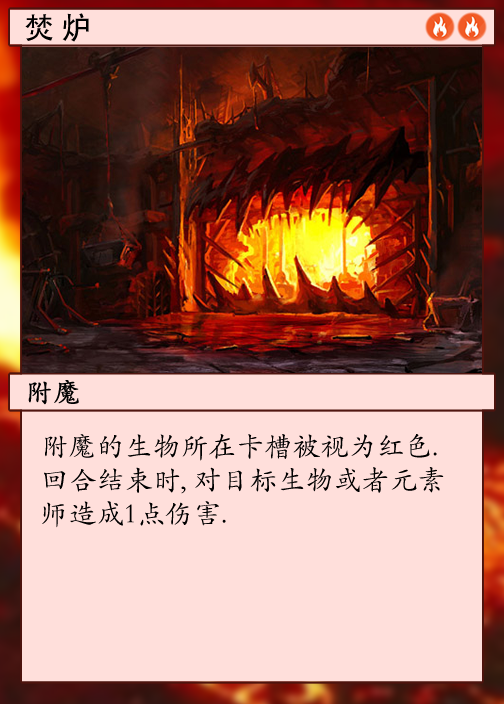 焚炉
附魔
附魔的生物所在卡槽被视为红色.
回合结束时,对目标生物或者元素
师造成1点伤害.